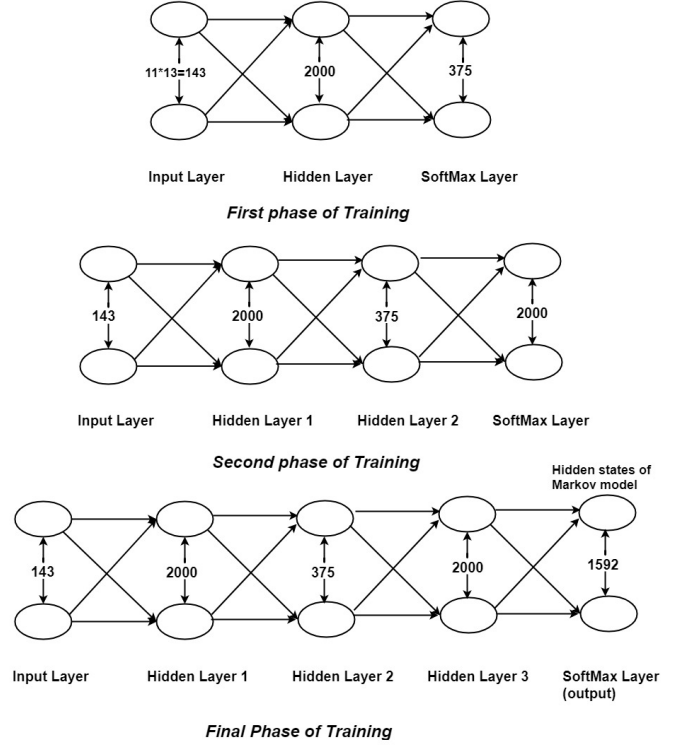 11*13=143
2000
375
Input Layer
Hidden Layer
SoftMax Layer
First phase of Training
143
2000
375
2000
Input Layer
Hidden Layer 1
Hidden Layer 2
SoftMax Layer
Second phase of Training
Hidden states of
Markov model
143
2000
375
2000
1592
Input Layer
Hidden Layer 1
Hidden Layer 2
Hidden Layer 3
SoftMax Layer
(output)
Final Phase of Training